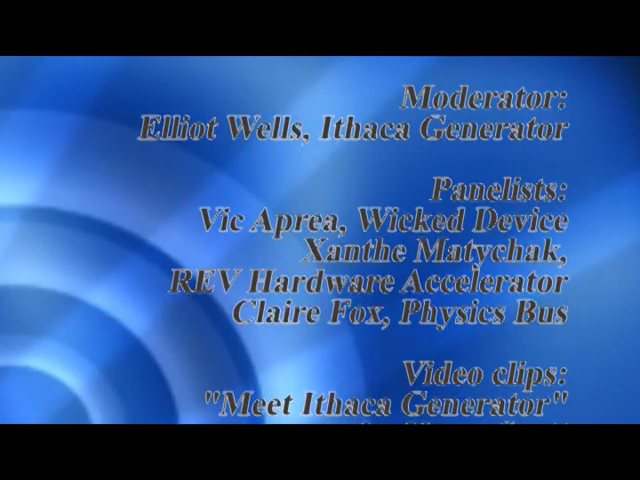 Moderator:
Elliot Wells, Ithaca Generator
Panelists:
Vic Aprea, Wicked Device
Xanthe Matychak,
REV Hardware Accelerator
Claire Fox, Physics Bus
Video clips:
"Meet Ithaca Generator"